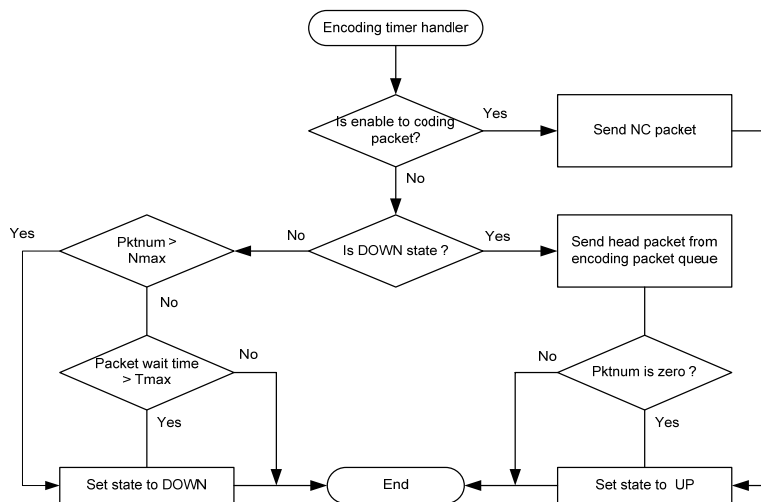 Encoding timer handler
Is enable to coding
packet?
Yes
Send NC packet
No
Yes
Pktnum >
Nmax
No
Is DOWN state ?
Yes
Send head packet from
encoding packet queue
No
Packet wait time
> Tmax
No
No
Pktnum is zero ?
Yes
Yes
Set state to DOWN
End
Set state to UP